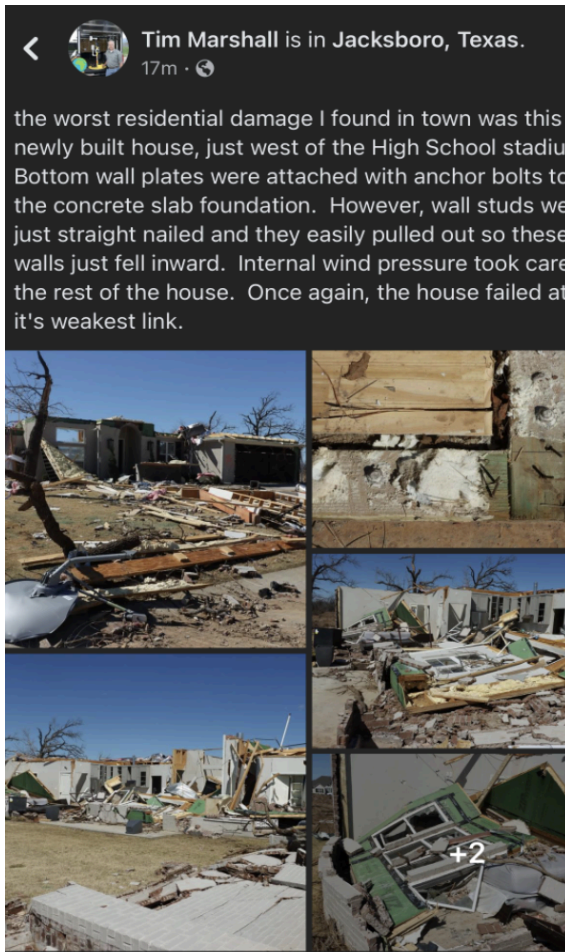 Tim Marshall is in Jacksboro, Texas.
17m ·
the worst residential damage I found in town was this
newly built house, just west of the High School stadiu
Bottom wall plates were attached with anchor bolts to
the concrete slab foundation.  However, wall studs we
just straight nailed and they easily pulled out so these
walls just fell inward.  Internal wind pressure took care
the rest of the house.  Once again, the house failed at
it's weakest link.
+2